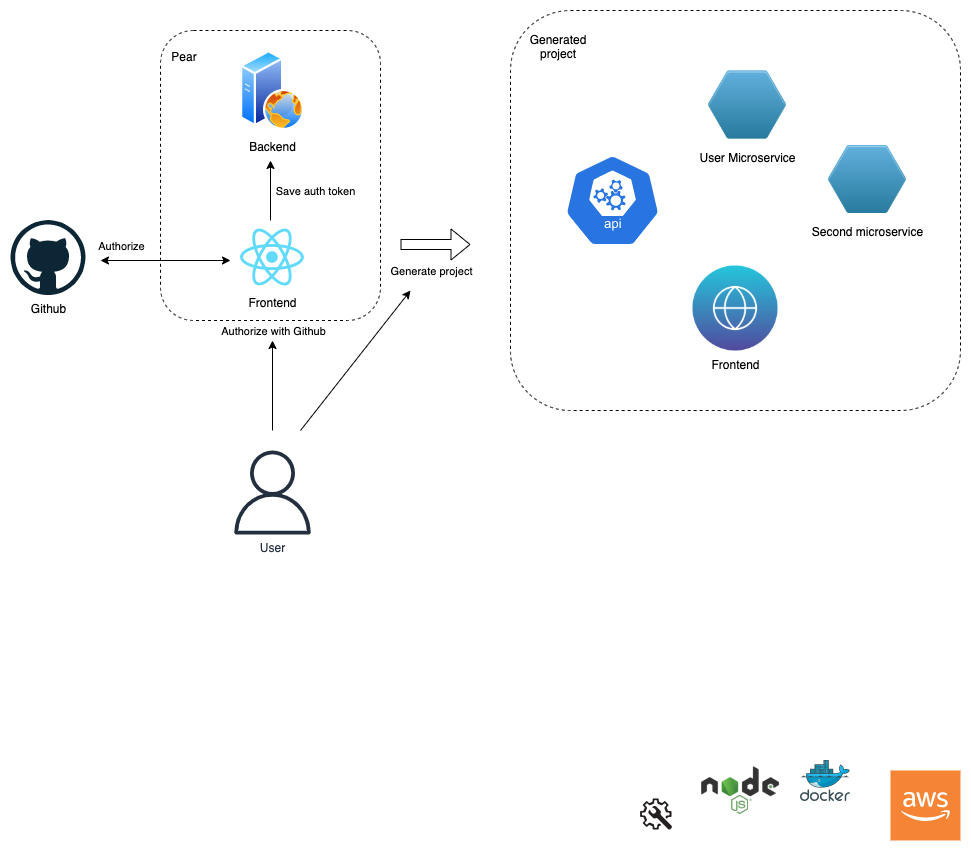 Pear
Backend
Save auth token
Authorize
Github
Frontend
Authorize with Github
Generate project
User
Generated
project
User Microservice
Second microservice
api
Frontend
node
JS
docker
aws